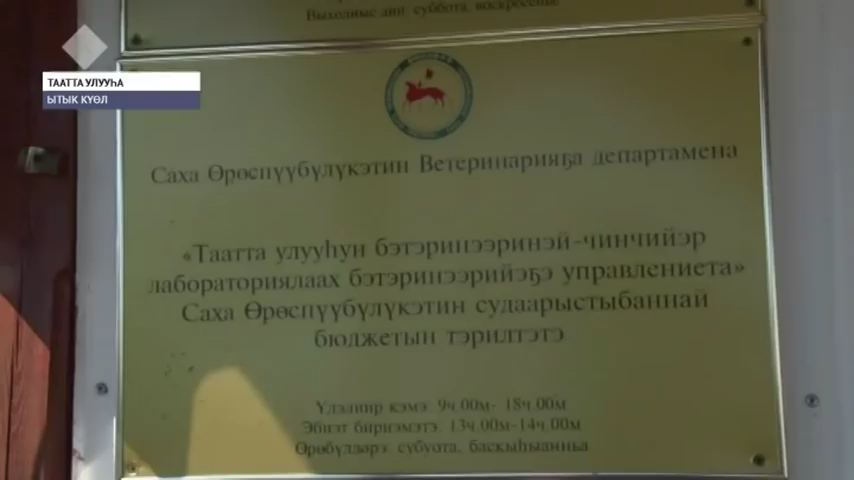 Выходные дни: суббота, воскресенье
ТААТТА УЛУУҺА
ЫТЫК КҮӨЛ
Саха Өрөспүүбүлүкэтин Ветеринарияҕа департамена
«Таатта улууһун бэтэринээринэй-чинчийэр
лабораториялаах бэтэринээрийэҕэ управлениета»
Саха Өрөспүүбүлүкэтин судаарыстыбаннай
бюджетын тэрилтэтэ
Үлэлиир кэмэ: 9ч.00м- 18ч.00м
Эбиэт бириэмэтэ: 13ч.00м-14ч.00м
Өрөбүллэрэ: субуота, баскыһыанньа